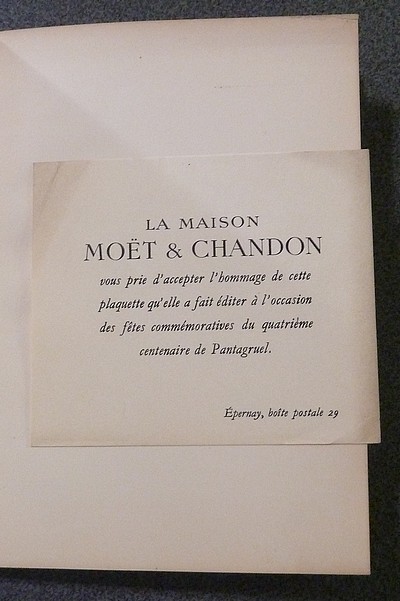 LA MAISON
MOËT & CHANDON
vous prie d'accepter l'hommage de cette
plaquette qu'elle a fait éditer à l'occasion
des fêtes commémoratives du quatrième
centenaire de Pantagruel.
Épernay, boîte postale 29